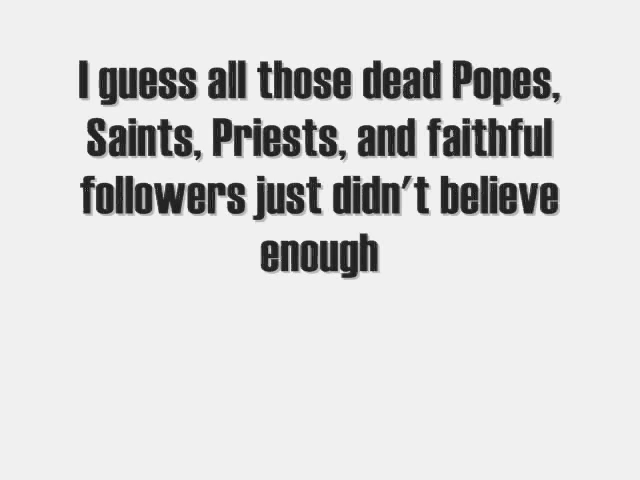 I guess all those dead Popes,
Saints, Priests, and faithful
followers just didn't believe
enough